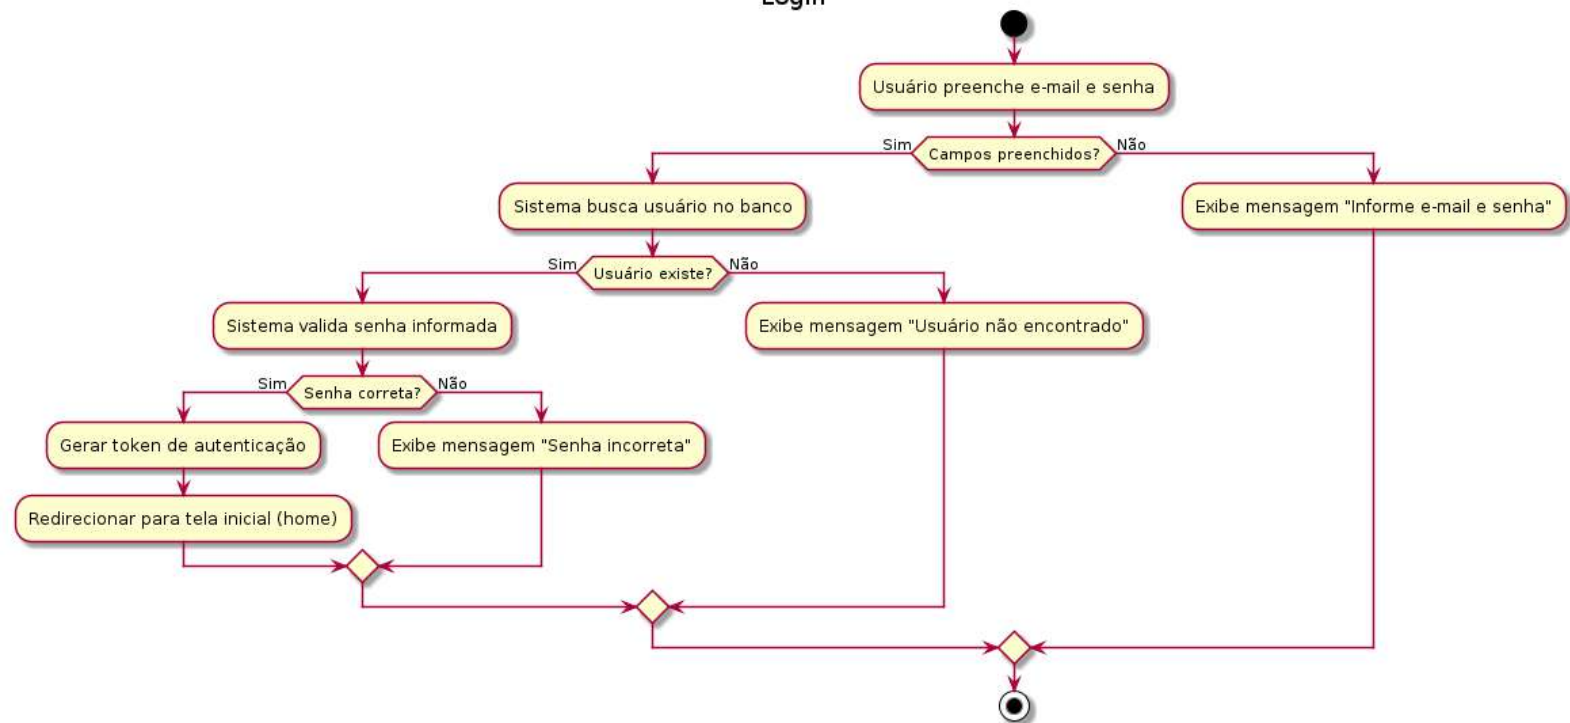 Login
Usuário preenche e-mail e senha
Sim
Campos preenchidos?
Não
Sistema busca usuário no banco
Exibe mensagem "Informe e-mail e senha"
Sim
Usuário existe?
Não
Sistema valida senha informada
Exibe mensagem "Usuário não encontrado"
Sim
Senha correta?
Não
Gerar token de autenticação
Exibe mensagem "Senha incorreta"
Redirecionar para tela inicial (home)